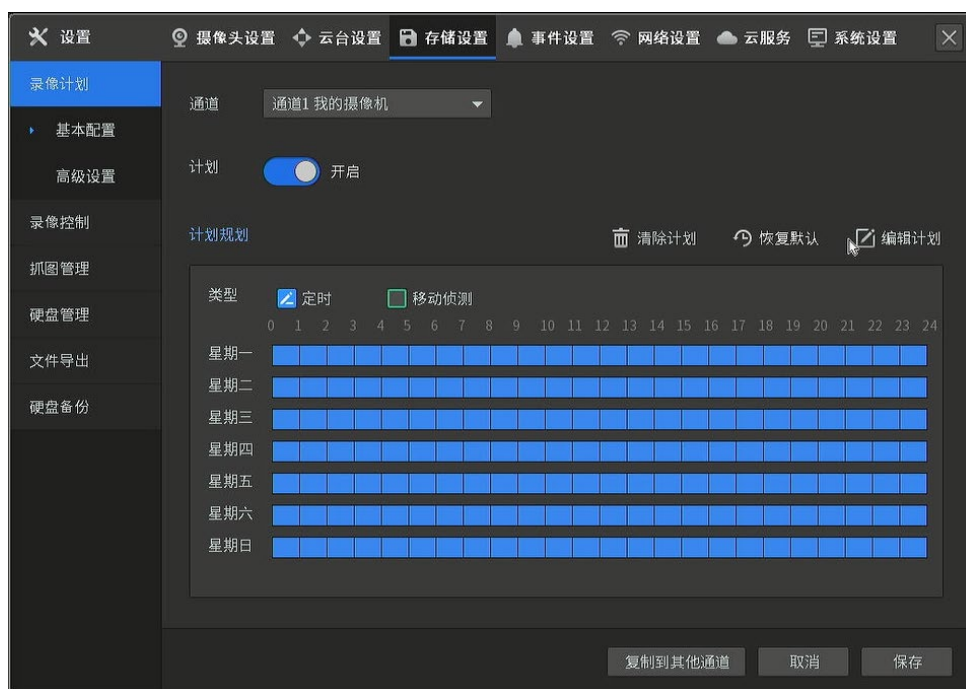 设置 摄像头设置 云台设置 存储设置 事件设置 网络设置 云服务 系统设置
录像计划
基本配置
高级设置
录像控制
抓图管理
硬盘管理
文件导出
硬盘备份
通道 通道1 我的摄像机
计划 开启
计划规划 清除计划 恢复默认 编辑计划
类型 定时 移动侦测
0 1 2 3 4 5 6 7 8 9 10 11 12 13 14 15 16 17 18 19 20 21 22 23 24
星期一
星期二
星期三
星期四
星期五
星期六
星期日
复制到其他通道 取消 保存